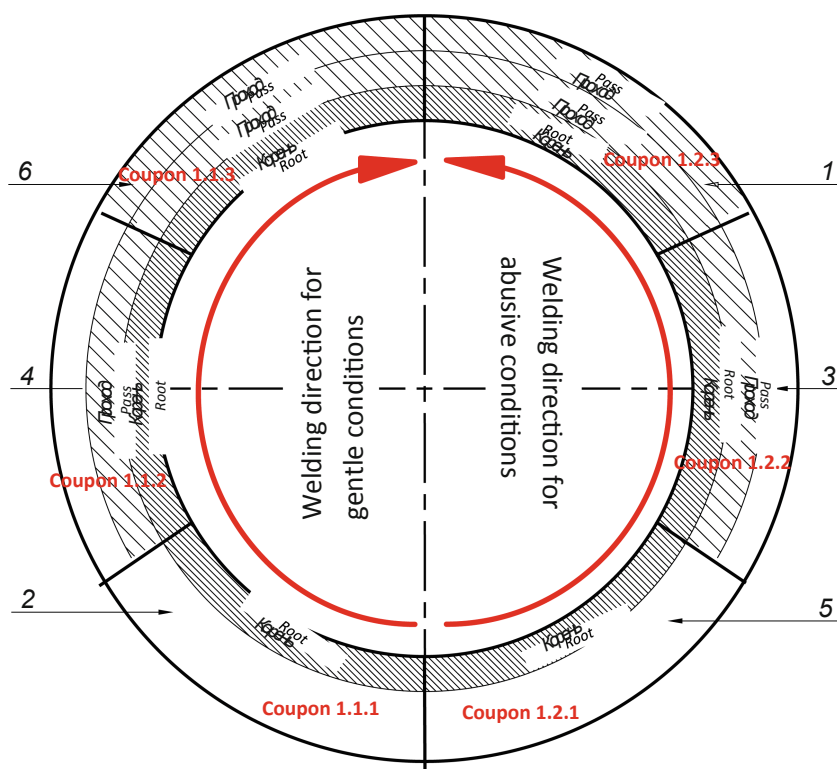 Проход
Pass
Проход
Pass
Корень
Root
Проход
Pass
Проход
Pass
Корень
Root
6
Coupon 1.1.3
Coupon 1.2.3
1
Welding direction for
gentle conditions
Welding direction for
abusive conditions
4
Проход
Pass
Корень
Root
Корень
Root
Проход
Pass
3
Coupon 1.1.2
Coupon 1.2.2
2
Корень
Root
Корень
Root
5
Coupon 1.1.1
Coupon 1.2.1